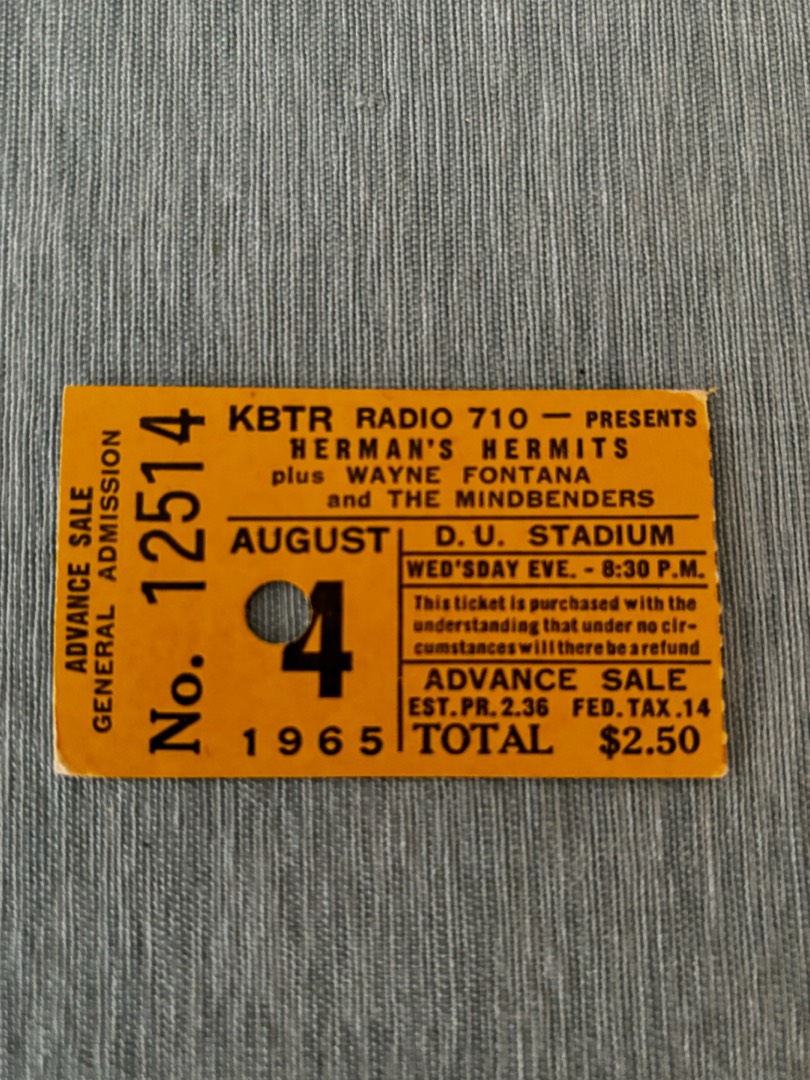 ADVANCE SALE
GENERAL ADMISSION
No. 12514
KBTR RADIO 710 — PRESENTS
HERMAN'S HERMITS
plus WAYNE FONTANA
and THE MINDBENDERS
AUGUST
4
1965
D.U. STADIUM
WED'SDAY EVE. - 8:30 P.M.
This ticket is purchased with the
understanding that under no cir-
cumstances will there be a refund
ADVANCE SALE
EST.PR.2.36 FED.TAX.14
TOTAL $2.50